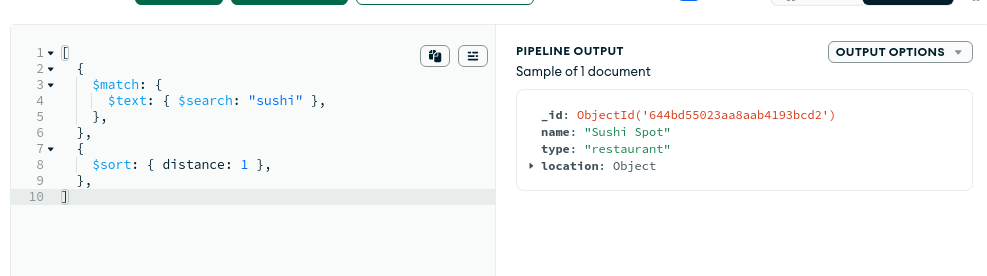 1 [
2 {
3 $match: {
4 $text: { $search: "sushi" },
5 },
6 },
7 {
8 $sort: { distance: 1 },
9 },
10 ]
PIPELINE OUTPUT
OUTPUT OPTIONS
Sample of 1 document
_id: ObjectId('644bd55023aa8aab4193bcd2')
name: "Sushi Spot"
type: "restaurant"
location: Object